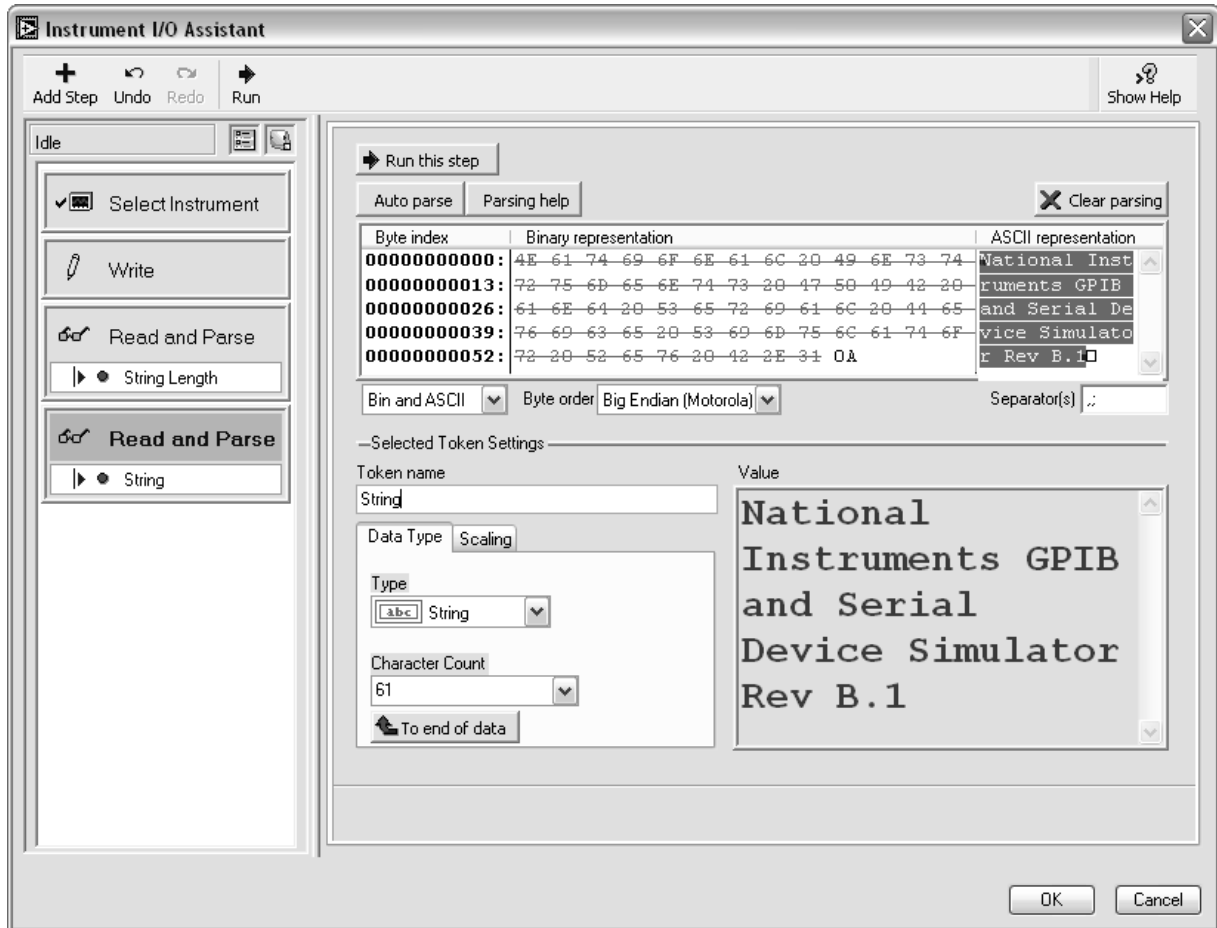 Instrument I/O Assistant
Add Step Undo Redo Run Show Help
Idle
Select Instrument
Write
Read and Parse
String Length
Read and Parse
String
Run this step
Auto parse Parsing help Clear parsing
Byte index Binary representation ASCII representation
00000000000: 4E 61 74 69 6F 6E 61 6C 20 49 6E 73 74 National Inst
00000000013: 72 75 6D 65 6E 74 73 20 47 50 49 42 20 ruments GPIB
00000000026: 61 6E 64 20 53 65 72 69 61 6C 20 44 65 and Serial De
00000000039: 76 69 63 65 20 53 69 6D 75 6C 61 74 6F vice Simulato
00000000052: 72 20 52 65 76 20 42 2E 31 0A r Rev B.1
Bin and ASCII Byte order Big Endian (Motorola) Separator(s) ,;
Selected Token Settings
Token name
String
Data Type Scaling
Type
abc String
Character Count
61
To end of data
Value
National
Instruments GPIB
and Serial
Device Simulator
Rev B.1
OK Cancel